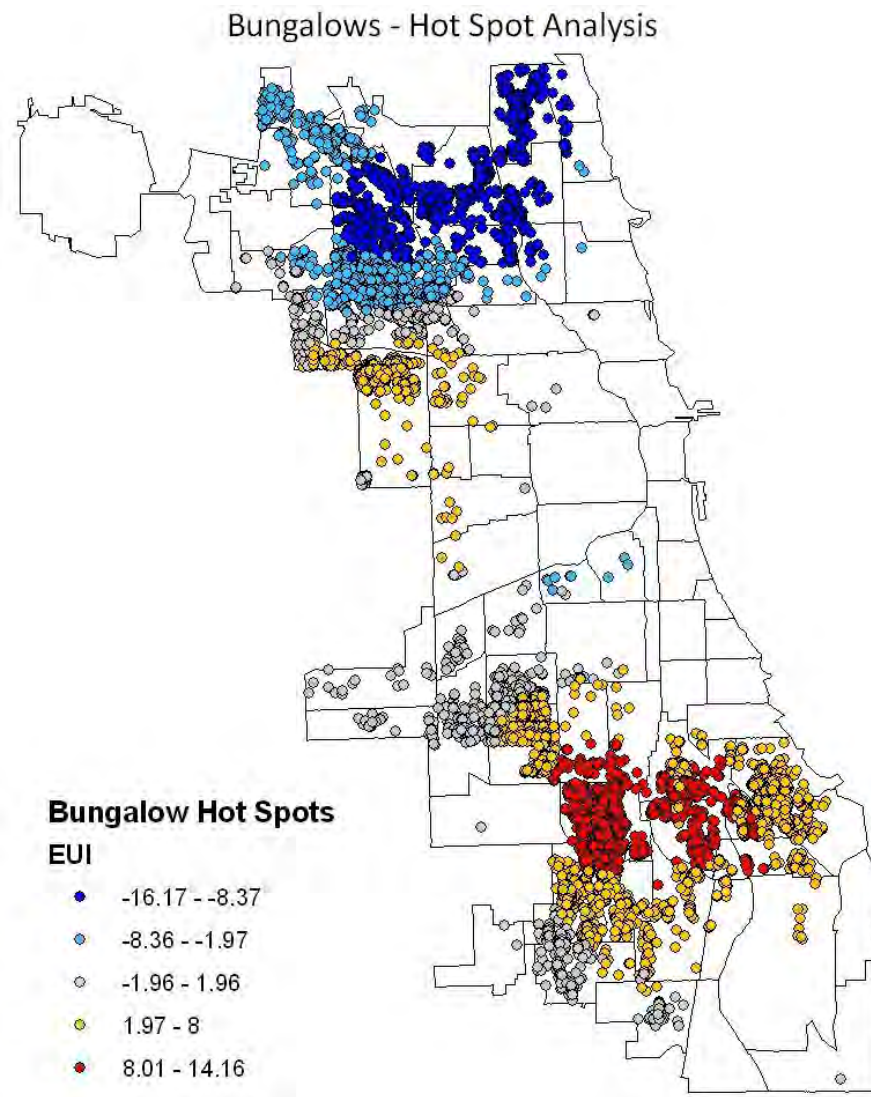 Bungalows - Hot Spot Analysis
Bungalow Hot Spots
EUI
-16.17 - -8.37
-8.36 - -1.97
-1.96 - 1.96
1.97 - 8
8.01 - 14.16